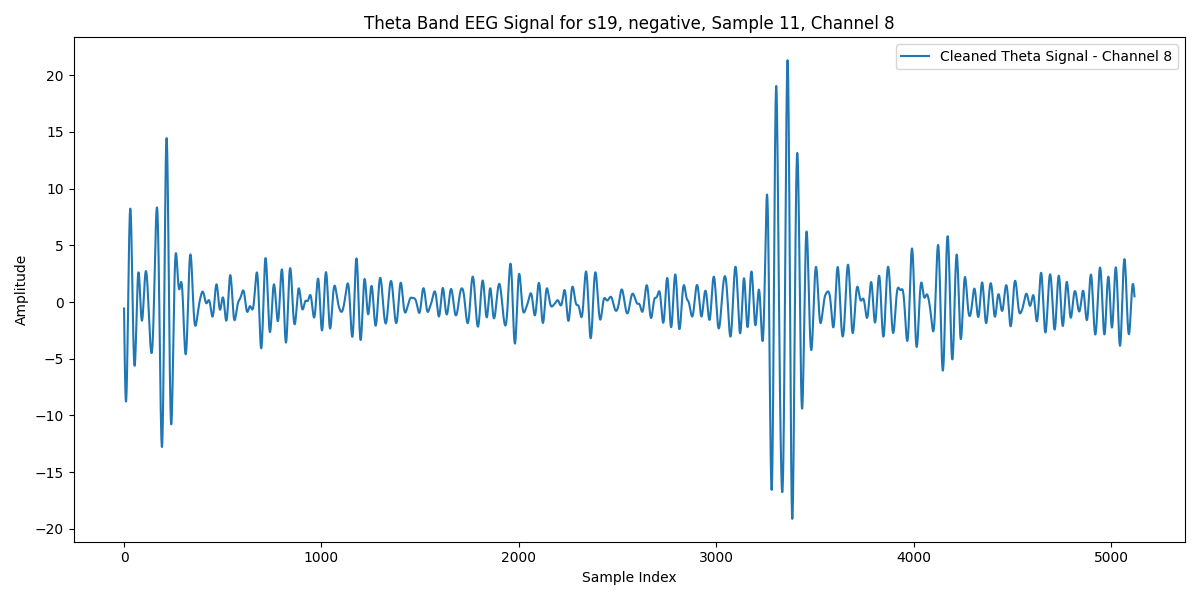 Theta Band EEG Signal for s19, negative, Sample 11, Channel 8
Cleaned Theta Signal - Channel 8
20
15
10
5
0
−5
−10
−15
−20
Amplitude
0 1000 2000 3000 4000 5000
Sample Index